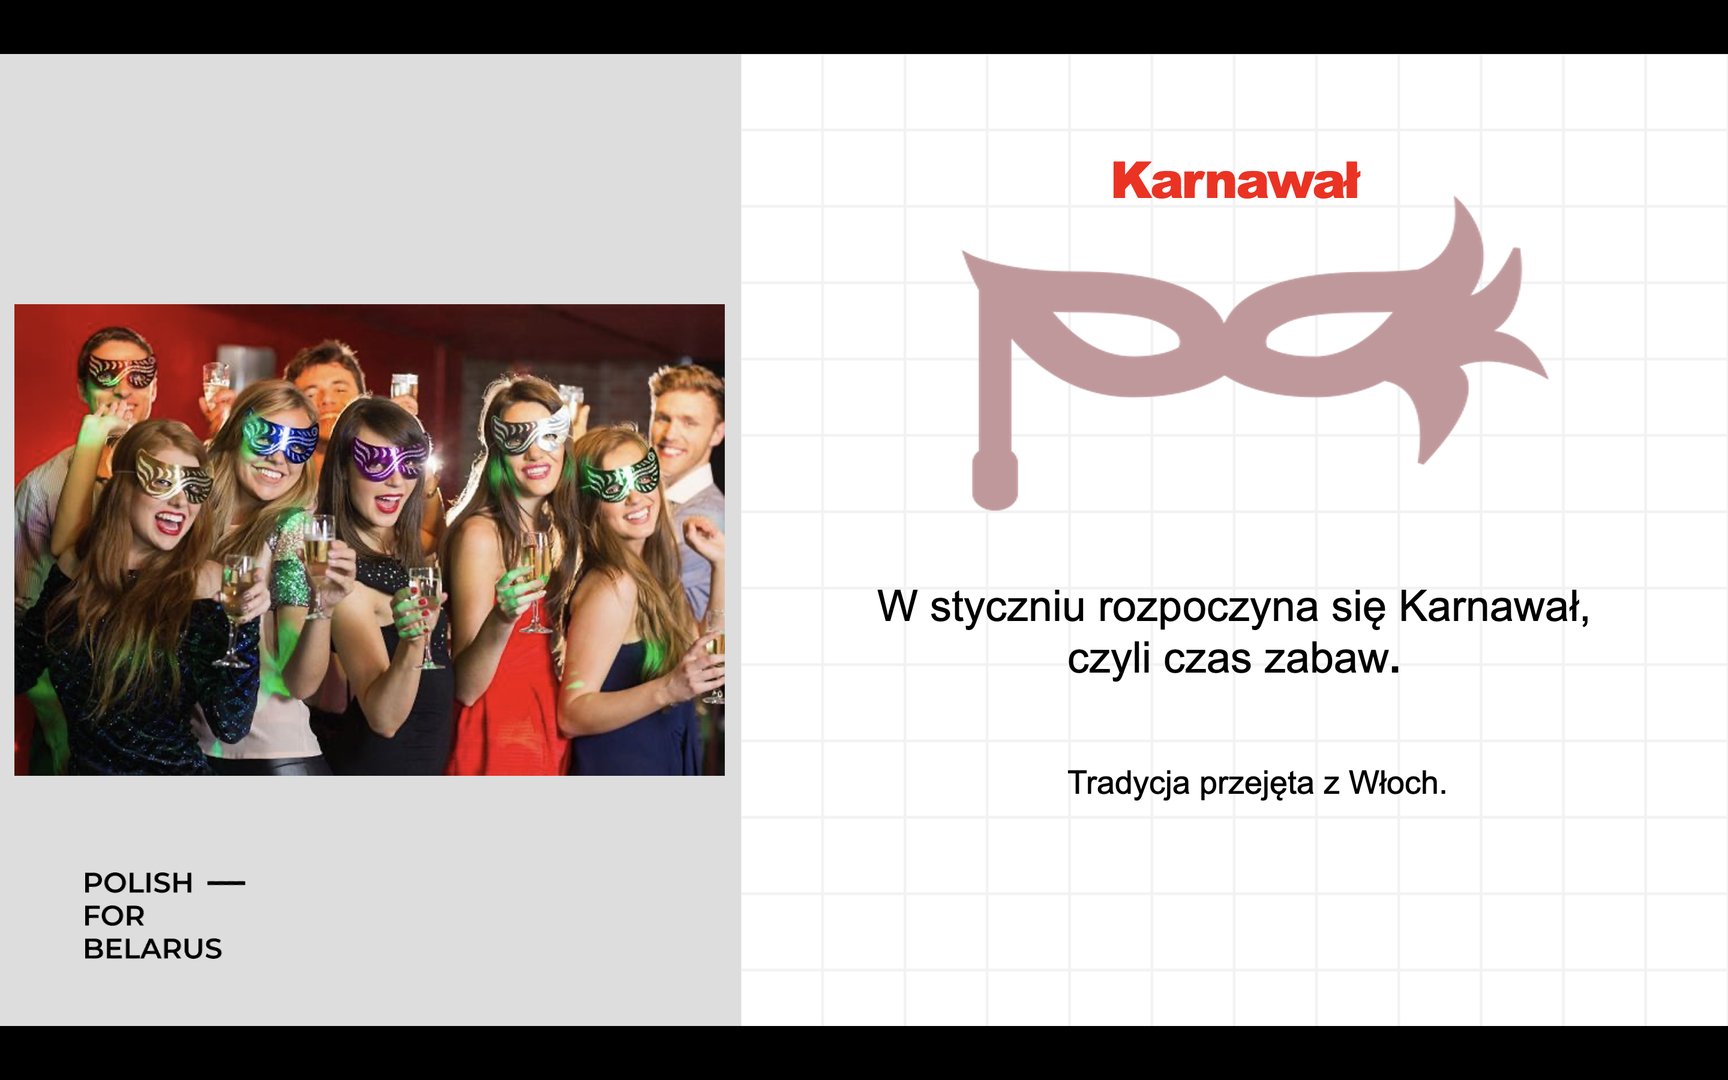 Karnawał
W styczniu rozpoczyna się Karnawał,
czyli czas zabaw.
Tradycja przejęta z Włoch.
POLISH —
FOR
BELARUS